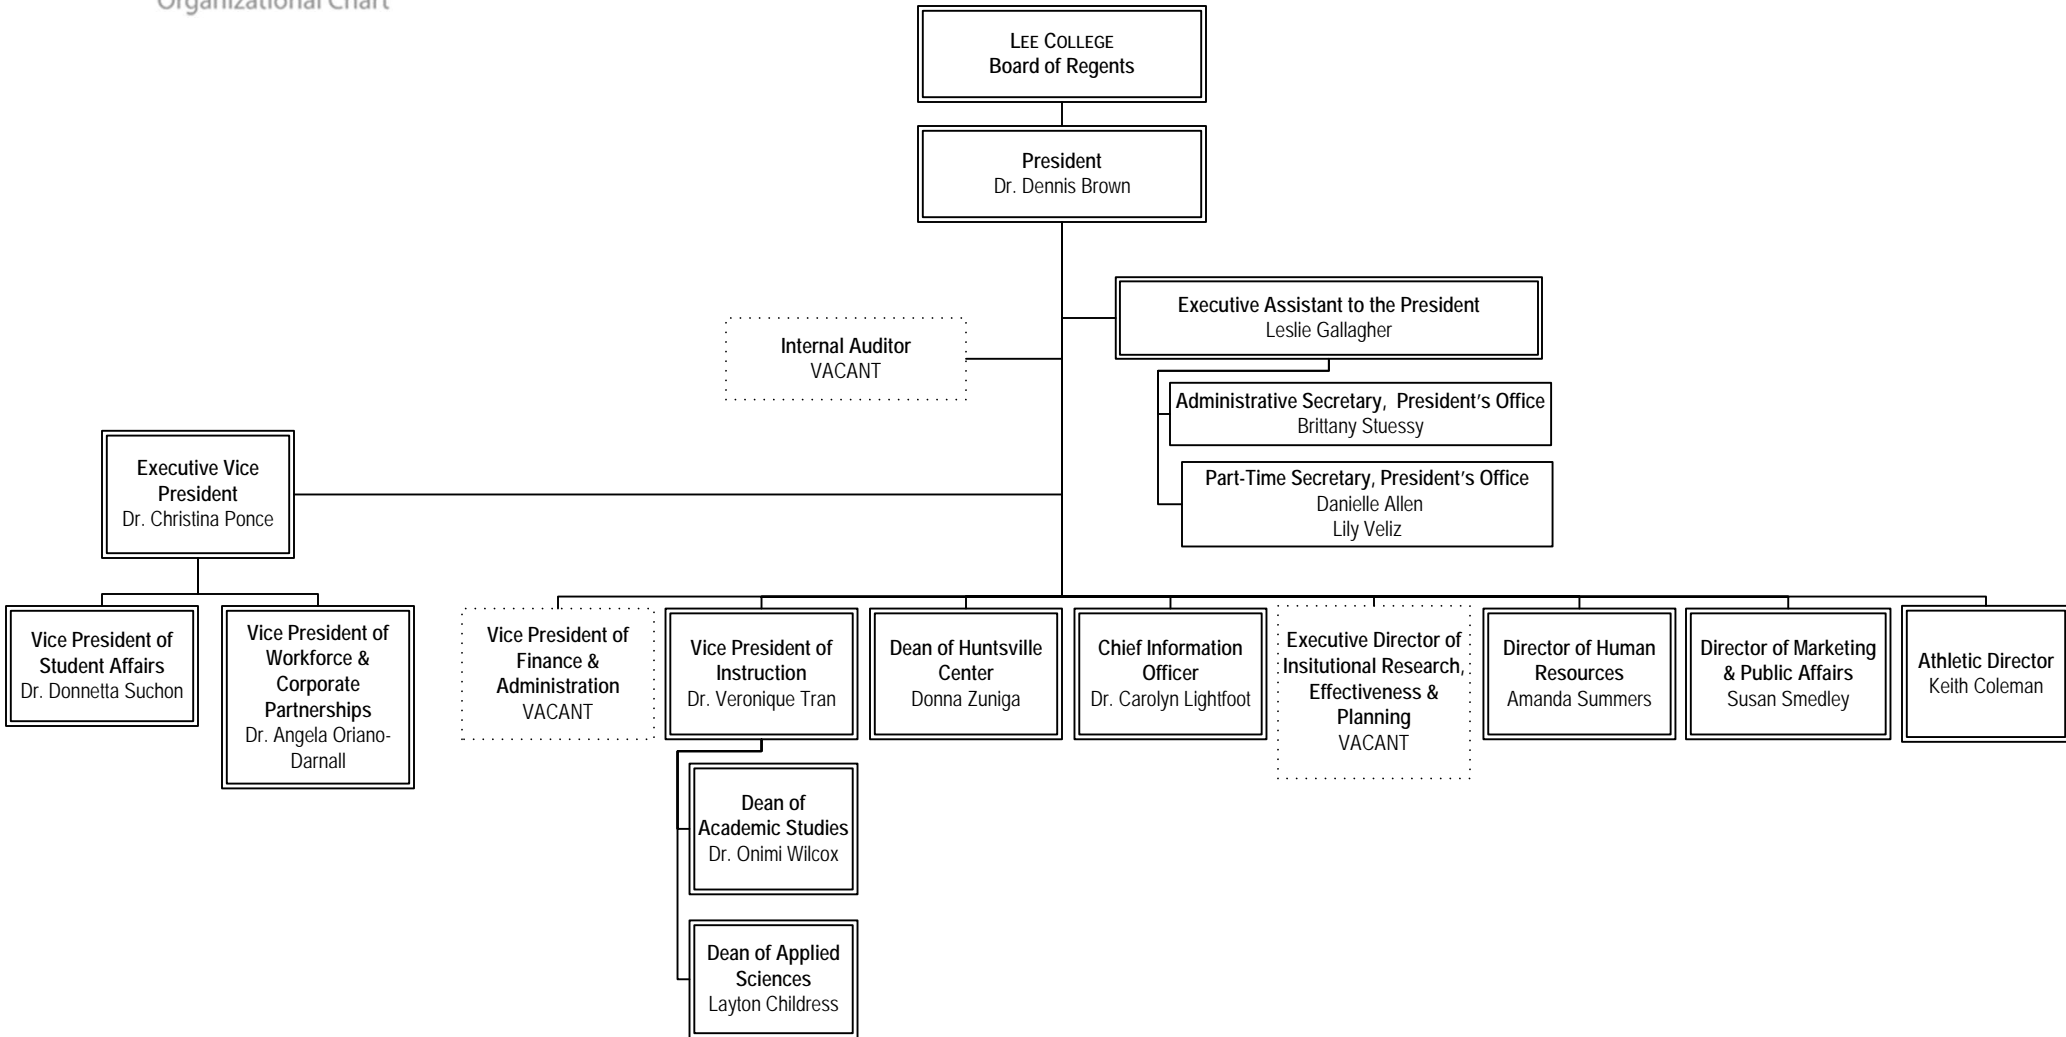 Organizational Chart
LEE COLLEGE
Board of Regents
President
Dr. Dennis Brown
Executive Assistant to the President
Leslie Gallagher
Internal Auditor
VACANT
Administrative Secretary, President's Office
Brittany Stuessy
Part-Time Secretary, President's Office
Danielle Allen
Lily Veliz
Executive Vice
President
Dr. Christina Ponce
Vice President of
Student Affairs
Dr. Donnetta Suchon
Vice President of
Workforce &
Corporate
Partnerships
Dr. Angela Oriano-
Darnall
Vice President of
Finance &
Administration
VACANT
Vice President of
Instruction
Dr. Veronique Tran
Dean of Huntsville
Center
Donna Zuniga
Chief Information
Officer
Dr. Carolyn Lightfoot
Executive Director of
Insitutional Research,
Effectiveness &
Planning
VACANT
Director of Human
Resources
Amanda Summers
Director of Marketing
& Public Affairs
Susan Smedley
Athletic Director
Keith Coleman
Dean of
Academic Studies
Dr. Onimi Wilcox
Dean of Applied
Sciences
Layton Childress